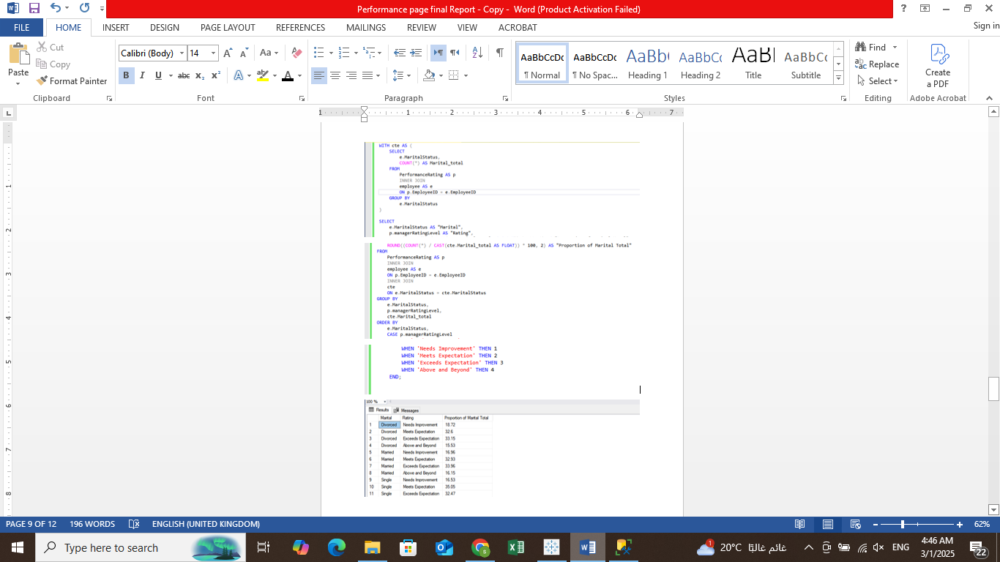 Performance page final Report - Copy - Word (Product Activation Failed)
FILE HOME INSERT DESIGN PAGE LAYOUT REFERENCES MAILINGS REVIEW VIEW ACROBAT Sign in
Cut
Copy
Format Painter
Paste
Clipboard
Calibri (Body) 14
Font
Paragraph
AaBbCcDc AaBbCcDc AaBbC AaBbCc AaBl AaBbCc
¶ Normal ¶ No Spac... Heading 1 Heading 2 Title Subtitle
Styles
Find
Replace
Select
Editing
Create
a PDF
Adobe Acrobat
1 1 2 3 4 5 6 7
WITH cte AS (
SELECT
e.MaritalStatus,
COUNT(*) AS Marital_total
FROM
PerformanceRating AS p
INNER JOIN
employee AS e
ON p.EmployeeID = e.EmployeeID
GROUP BY
e.MaritalStatus
)
SELECT
e.MaritalStatus AS "Marital",
p.managerRatingLevel AS "Rating",
ROUND((COUNT(*) / CAST(cte.Marital_total AS FLOAT)) * 100, 2) AS "Proportion of Marital Total"
FROM
PerformanceRating AS p
INNER JOIN
employee AS e
ON p.EmployeeID = e.EmployeeID
INNER JOIN
cte
ON e.MaritalStatus = cte.MaritalStatus
GROUP BY
e.MaritalStatus,
p.managerRatingLevel,
cte.Marital_total
ORDER BY
e.MaritalStatus,
CASE p.managerRatingLevel
WHEN 'Needs Improvement' THEN 1
WHEN 'Meets Expectation' THEN 2
WHEN 'Exceeds Expectation' THEN 3
WHEN 'Above and Beyond' THEN 4
END;
100 %
Results Messages
Marital Rating Proportion of Marital Total
1 Divorced Needs Improvement 18.72
2 Divorced Meets Expectation 32.6
3 Divorced Exceeds Expectation 33.15
4 Divorced Above and Beyond 15.53
5 Married Needs Improvement 16.96
6 Married Meets Expectation 32.93
7 Married Exceeds Expectation 33.96
8 Married Above and Beyond 16.15
9 Single Needs Improvement 16.53
10 Single Meets Expectation 35.05
11 Single Exceeds Expectation 32.47
PAGE 9 OF 12 196 WORDS ENGLISH (UNITED KINGDOM) 62%
Type here to search
1 20°C غائم غالبًا ENG
4:46 AM
3/1/2025
22